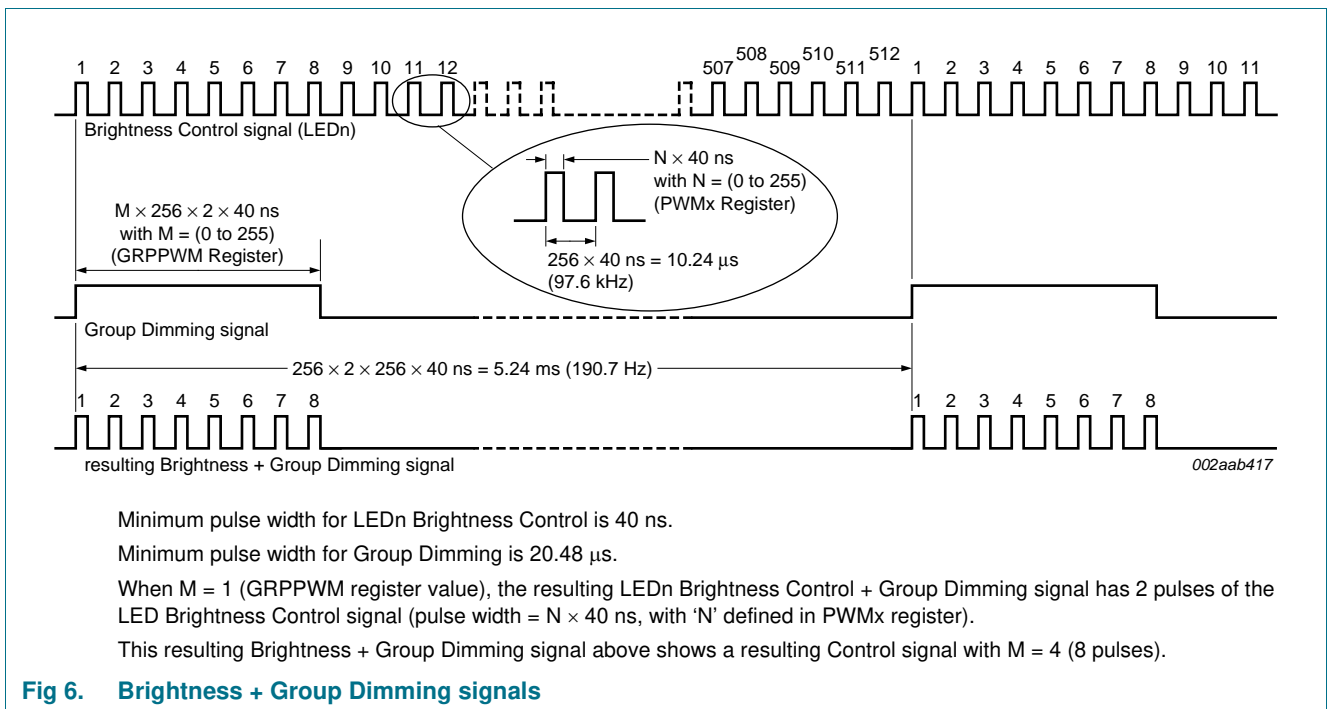 1 2 3 4 5 6 7 8 9 10 11 12 507 508 509 510 511 512 1 2 3 4 5 6 7 8 9 10 11
Brightness Control signal (LEDn)
N × 40 ns
with N = (0 to 255)
(PWMx Register)
M × 256 × 2 × 40 ns
with M = (0 to 255)
(GRPPWM Register)
256 × 40 ns = 10.24 μs
(97.6 kHz)
Group Dimming signal
256 × 2 × 256 × 40 ns = 5.24 ms (190.7 Hz)
1 2 3 4 5 6 7 8 1 2 3 4 5 6 7 8
resulting Brightness + Group Dimming signal
002aab417
Minimum pulse width for LEDn Brightness Control is 40 ns.
Minimum pulse width for Group Dimming is 20.48 μs.
When M = 1 (GRPPWM register value), the resulting LEDn Brightness Control + Group Dimming signal has 2 pulses of the
LED Brightness Control signal (pulse width = N × 40 ns, with ‘N’ defined in PWMx register).
This resulting Brightness + Group Dimming signal above shows a resulting Control signal with M = 4 (8 pulses).
Fig 6. Brightness + Group Dimming signals